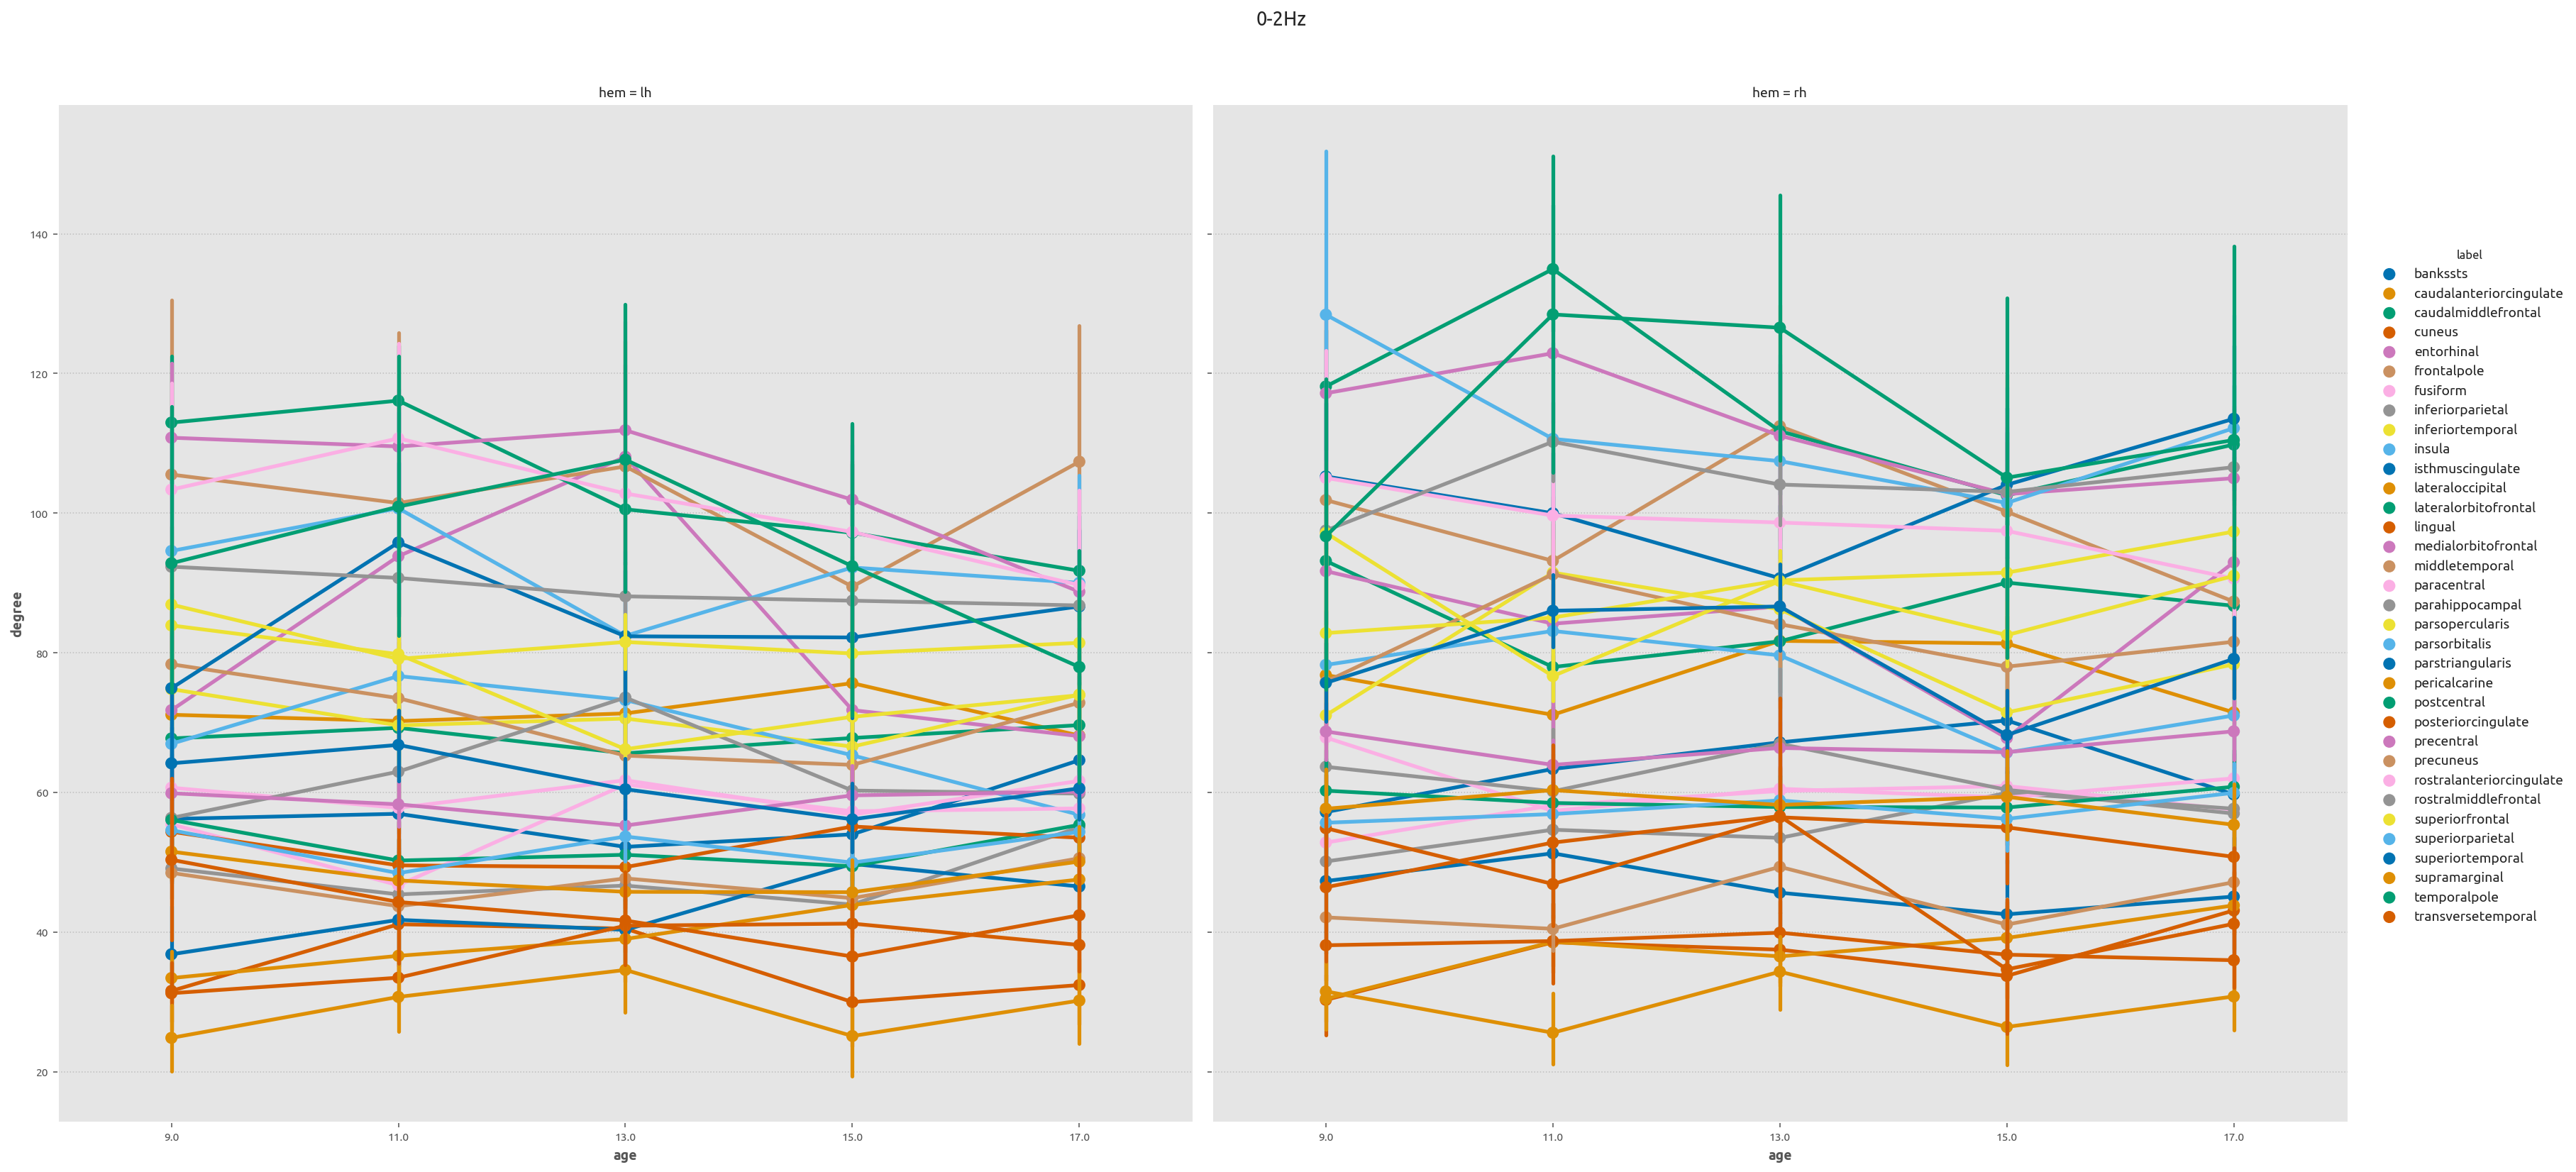 0-2Hz
hem = lh
hem = rh
degree
140
120
100
80
60
40
20
9.0
11.0
13.0
15.0
17.0
9.0
11.0
13.0
15.0
17.0
age
age
label
bankssts
caudalanteriorcingulate
caudalmiddlefrontal
cuneus
entorhinal
frontalpole
fusiform
inferiorparietal
inferiortemporal
insula
isthmuscingulate
lateraloccipital
lateralorbitofrontal
lingual
medialorbitofrontal
middletemporal
paracentral
parahippocampal
parsopercularis
parsorbitalis
parstriangularis
pericalcarine
postcentral
posteriorcingulate
precentral
precuneus
rostralanteriorcingulate
rostralmiddlefrontal
superiorfrontal
superiorparietal
superiortemporal
supramarginal
temporalpole
transversetemporal